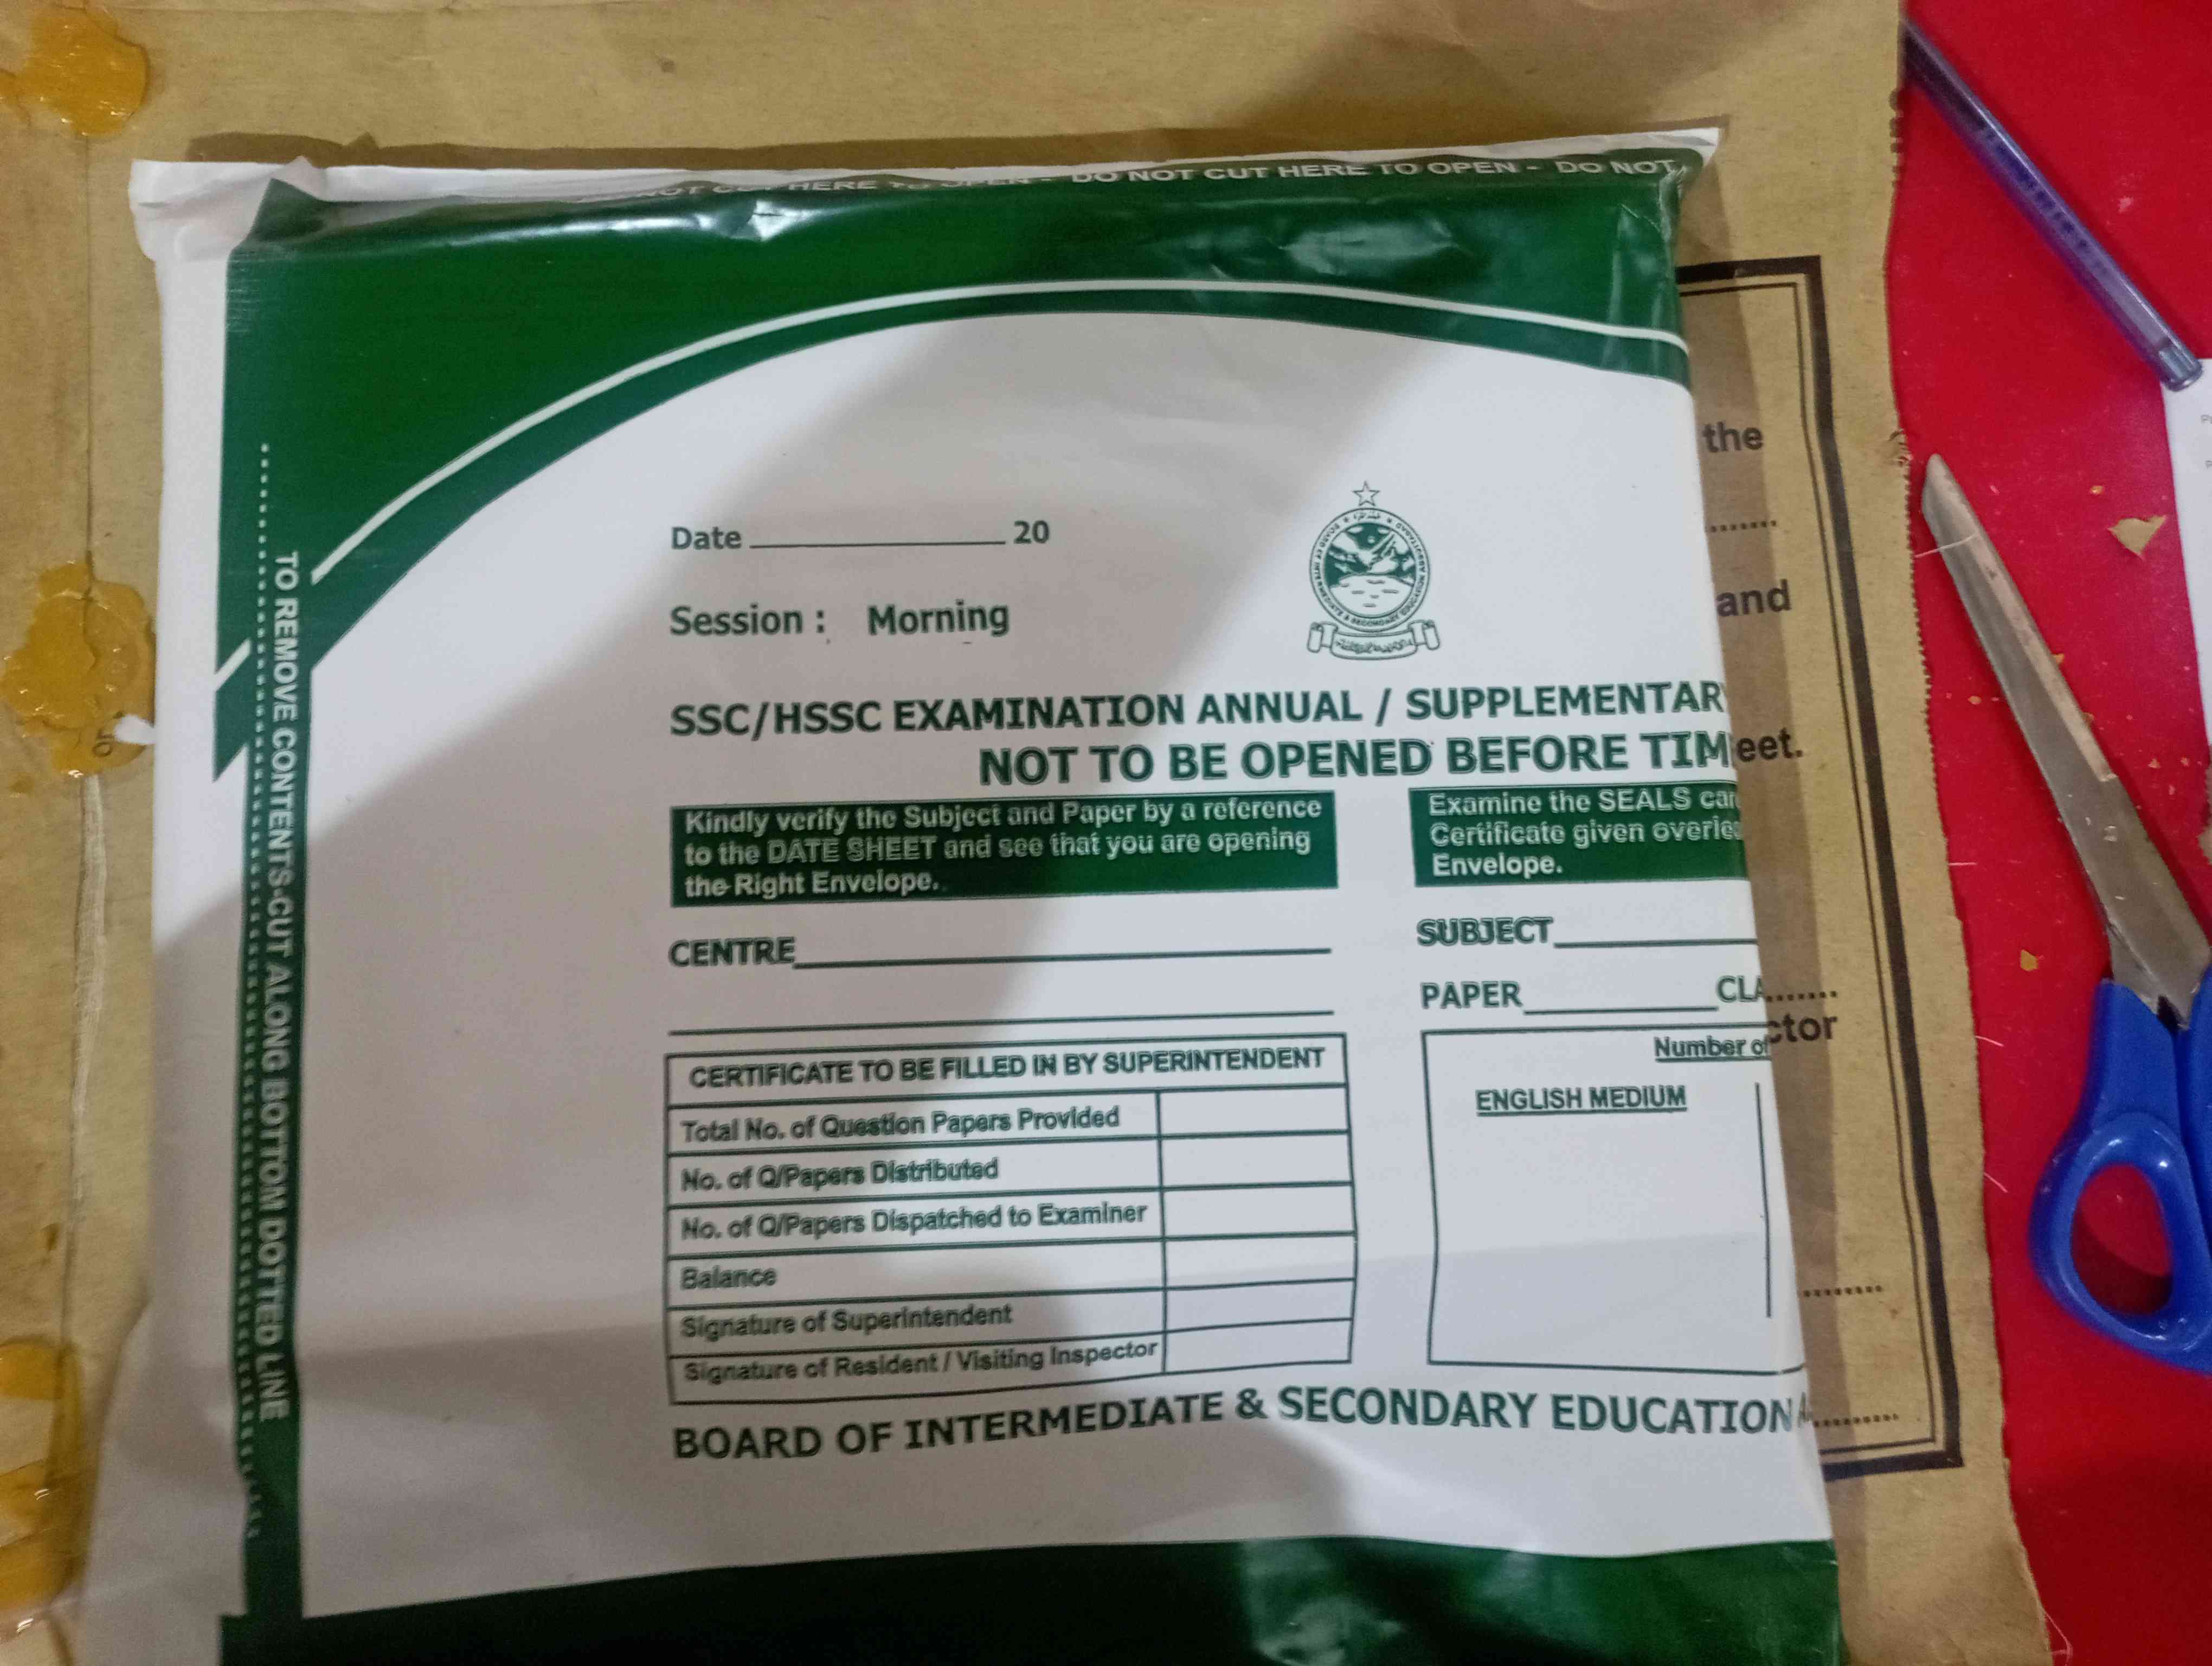 DO NOT CUT HERE TO OPEN - DO NOT
the
Date 20
Session : Morning
and
SSC/HSSC EXAMINATION ANNUAL / SUPPLEMENTAR
NOT TO BE OPENED BEFORE TIM
eet.
Kindly verify the Subject and Paper by a reference
to the DATE SHEET and see that you are opening
the Right Envelope.
Examine the SEALS car
Certificate given overle
Envelope.
CENTRE
SUBJECT
PAPER CLA
ctor
CERTIFICATE TO BE FILLED IN BY SUPERINTENDENT
Total No. of Question Papers Provided
No. of Q/Papers Distributed
No. of Q/Papers Dispatched to Examiner
Balance
Signature of Superintendent
Signature of Resident / Visiting Inspector
Number of
ENGLISH MEDIUM
BOARD OF INTERMEDIATE & SECONDARY EDUCATION
TO REMOVE CONTENTS-CUT ALONG BOTTOM DOTTED LINE